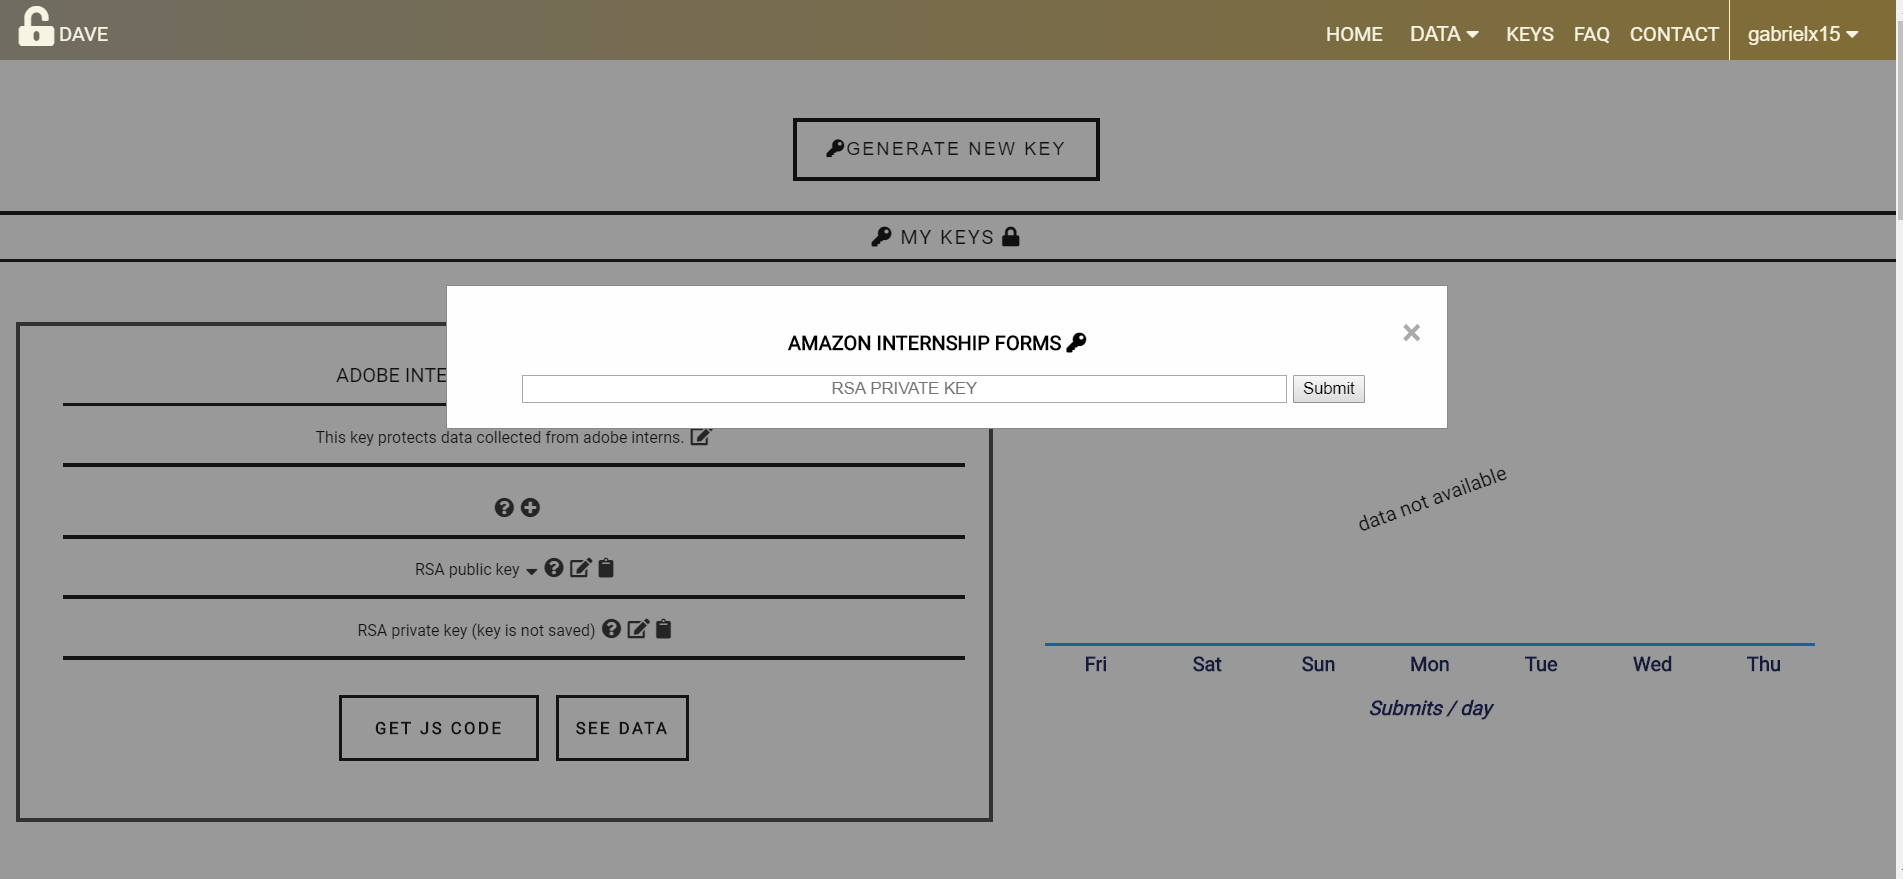 DAVE
HOME DATA KEYS FAQ CONTACT gabrielx15
GENERATE NEW KEY
MY KEYS
AMAZON INTERNSHIP FORMS
RSA PRIVATE KEY Submit
ADOBE INTE
This key protects data collected from adobe interns.
RSA public key
RSA private key (key is not saved)
GET JS CODE SEE DATA
data not available
Fri Sat Sun Mon Tue Wed Thu
Submits / day